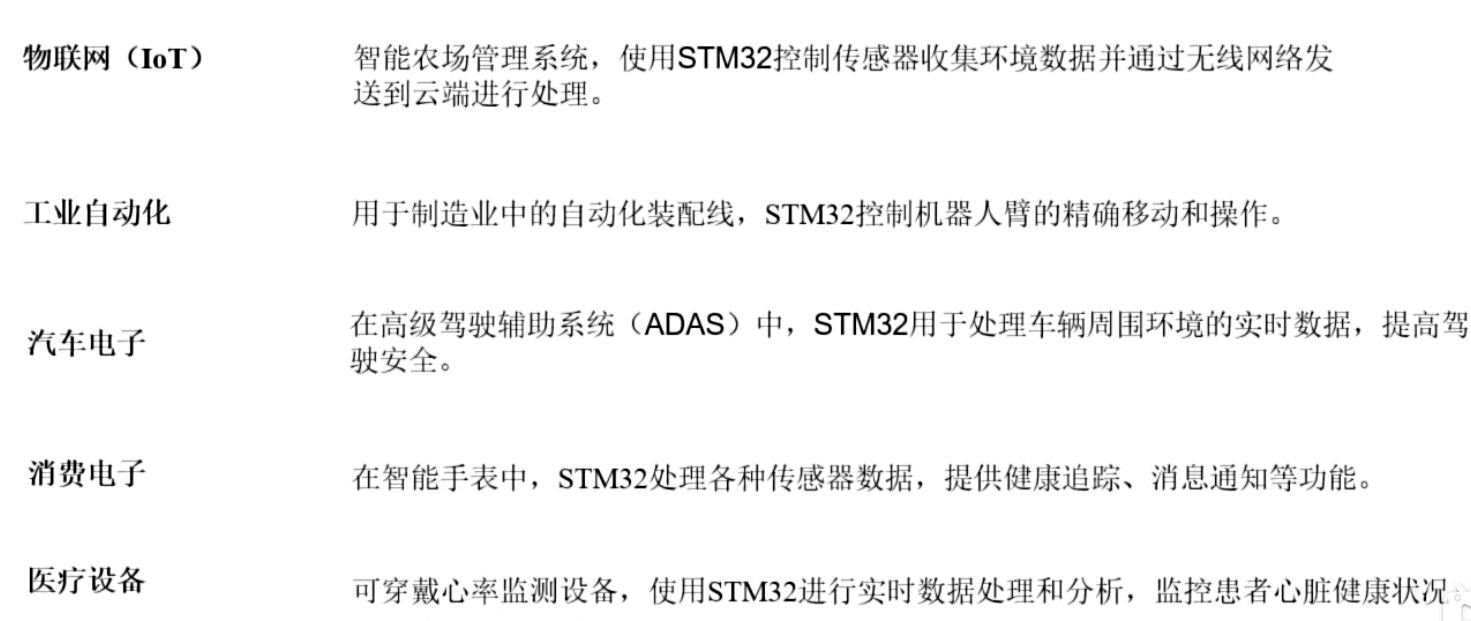 物联网（IoT）
智能农场管理系统，使用STM32控制传感器收集环境数据并通过无线网络发
送到云端进行处理。
工业自动化
用于制造业中的自动化装配线，STM32控制机器人臂的精确移动和操作。
汽车电子
在高级驾驶辅助系统（ADAS）中，STM32用于处理车辆周围环境的实时数据，提高驾
驶安全。
消费电子
在智能手表中，STM32处理各种传感器数据，提供健康追踪、消息通知等功能。
医疗设备
可穿戴心率监测设备，使用STM32进行实时数据处理和分析，监控患者心脏健康状况